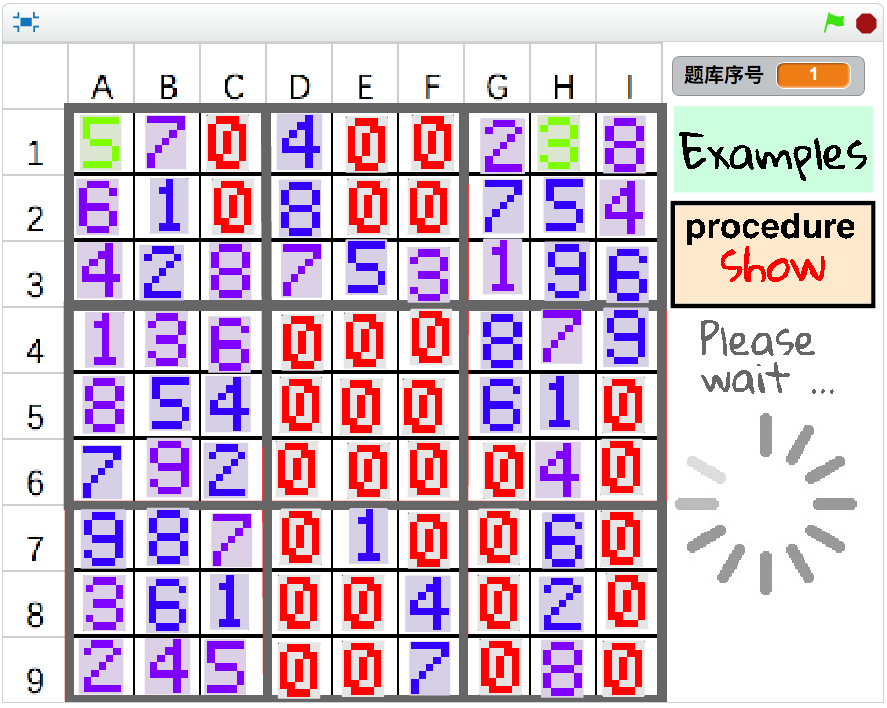 题库序号 1
A B C D E F G H I
1 5 7 0 4 0 0 2 3 8
2 6 1 0 8 0 0 7 5 4
3 4 2 8 7 5 3 1 9 6
4 1 3 6 0 0 0 8 7 9
5 8 5 4 0 0 0 6 1 0
6 7 9 2 0 0 0 0 4 0
7 9 8 7 0 1 0 0 6 0
8 3 6 1 0 0 4 0 2 0
9 2 4 5 0 0 7 0 8 0
Examples
procedure
Show
Please
wait ...